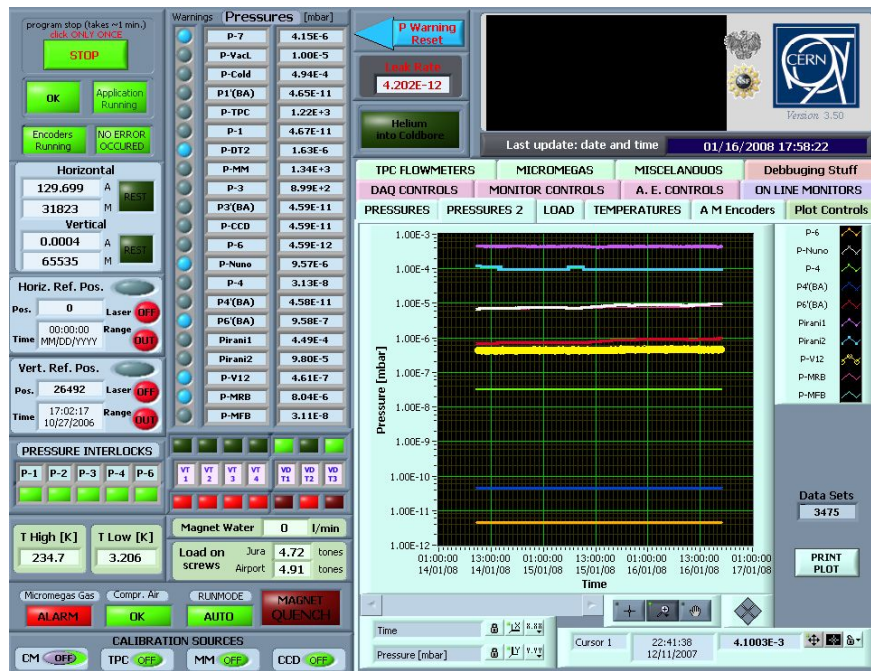 program stop (takes ~1 min.)
click ONLY ONCE
STOP
OK
Application
Running
Encoders
Running
NO ERROR
OCCURED
Horizontal
129.699 A
REST
31823 M
Vertical
0.0004 A
REST
65535 M
Horiz. Ref. Pos.
Pos. 0 Laser OFF
Time 00:00:00
MM/DD/YYYY
Range OUT
Vert. Ref. Pos.
Pos. 26492 Laser OFF
Time 17:02:17
10/27/2006
Range OUT
PRESSURE INTERLOCKS
P-1 P-2 P-3 P-4 P-6
T High [K]
234.7
T Low [K]
3.206
Micromegas Gas
ALARM
Compr. Air
OK
RUNMODE
AUTO
MAGNET
QUENCH
CALIBRATION SOURCES
CM OFF TPC OFF MM OFF CCD OFF
Warnings Pressures [mbar]
P-7 4.15E-6
P-VacL 1.00E-5
P-Cold 4.94E-4
P1'(BA) 4.65E-11
P-TPC 1.22E+3
P-1 4.67E-11
P-DT2 1.63E-6
P-MM 1.34E+3
P-3 8.99E+2
P3'(BA) 4.59E-11
P-CCD 4.59E-11
P-6 4.59E-12
P-Nuno 9.57E-6
P-4 3.13E-8
P4'(BA) 4.58E-11
P6'(BA) 9.58E-7
Pirani1 4.49E-4
Pirani2 9.80E-5
P-V12 4.61E-7
P-MRB 8.04E-6
P-MFB 3.11E-8
VT
1
VT
2
VT
3
VT
4
VD
T1
VD
T2
VD
T3
Magnet Water 0 l/min
Load on
screws
Jura 4.72 tones
Airport 4.91 tones
P Warning
Reset
Leak Rate
4.202E-12
Helium
into Coldbore
CERN
Version 3.50
Last update: date and time 01/16/2008 17:58:22
TPC FLOWMETERS MICROMEGAS MISCELANOUOS Debbuging Stuff
DAQ CONTROLS MONITOR CONTROLS A. E. CONTROLS ON LINE MONITORS
PRESSURES PRESSURES 2 LOAD TEMPERATURES A M Encoders Plot Controls
Pressure [mbar]
1.00E-3
1.00E-4
1.00E-5
1.00E-6
1.00E-7
1.00E-8
1.00E-9
1.00E-10
1.00E-11
1.00E-12
01:00:00 13:00:00 01:00:00 13:00:00 01:00:00 13:00:00 01:00:00
14/01/08 14/01/08 15/01/08 15/01/08 16/01/08 16/01/08 17/01/08
Time
P-6
P-Nuno
P-4
P4'(BA)
P6'(BA)
Pirani1
Pirani2
P-V12
P-MRB
P-MFB
Data Sets
3475
PRINT
PLOT
Time
Pressure [mbar]
Cursor 1 22:41:38
12/11/2007
4.1003E-3